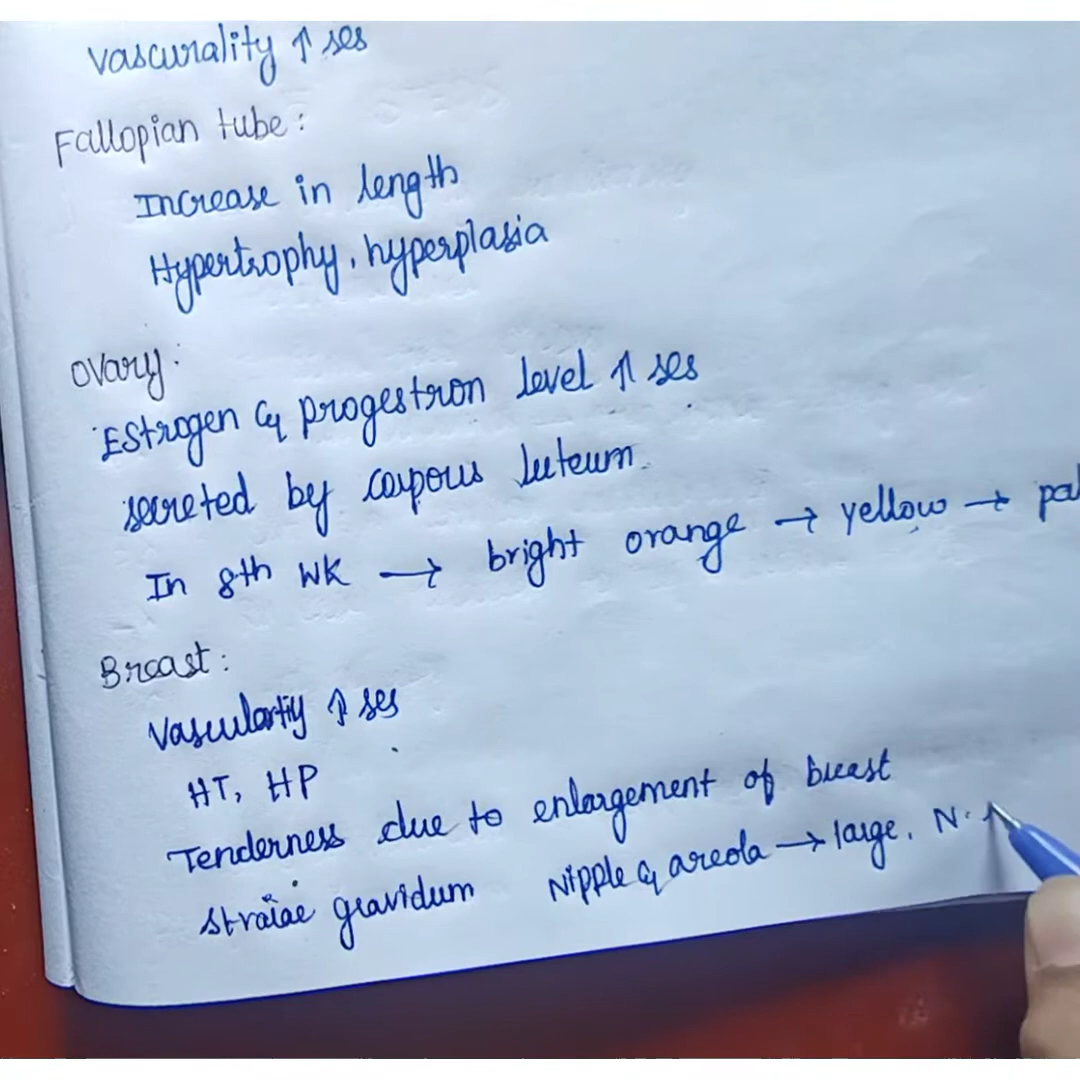 vascurality ↑ ses
Fallopian tube:
Increase in length
Hypertrophy, hyperplasia
Ovary:
Estrogen & progestron level ↑ ses
secreted by corpous luteum.
In 8th wk → bright orange → yellow → pal
Breast:
Vasculartiy ↑ ses
HT, HP
Tenderness due to enlargement of breast
straiae gravidum Nipple & areola → large, N.